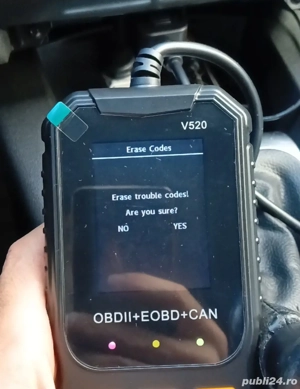 V520
Erase Codes
Erase trouble codes!
Are you sure?
NO YES
OBDII+EOBD+CAN
publi24.ro